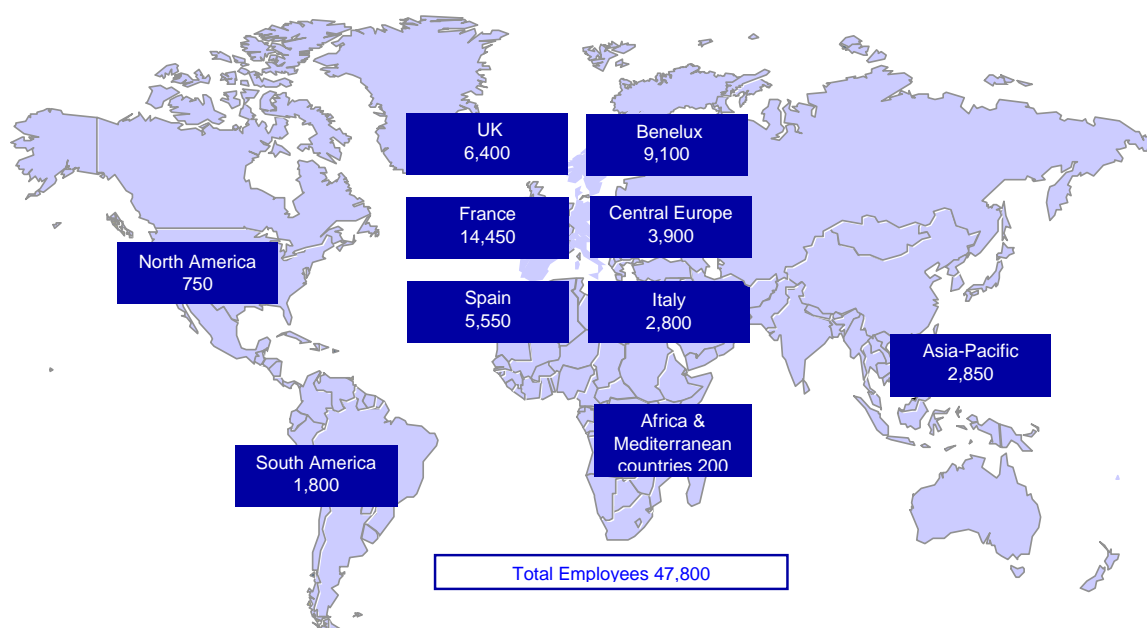 UK
6,400
Benelux
9,100
France
14,450
Central Europe
3,900
North America
750
Spain
5,550
Italy
2,800
Asia-Pacific
2,850
Africa &
Mediterranean
countries 200
South America
1,800
Total Employees 47,800